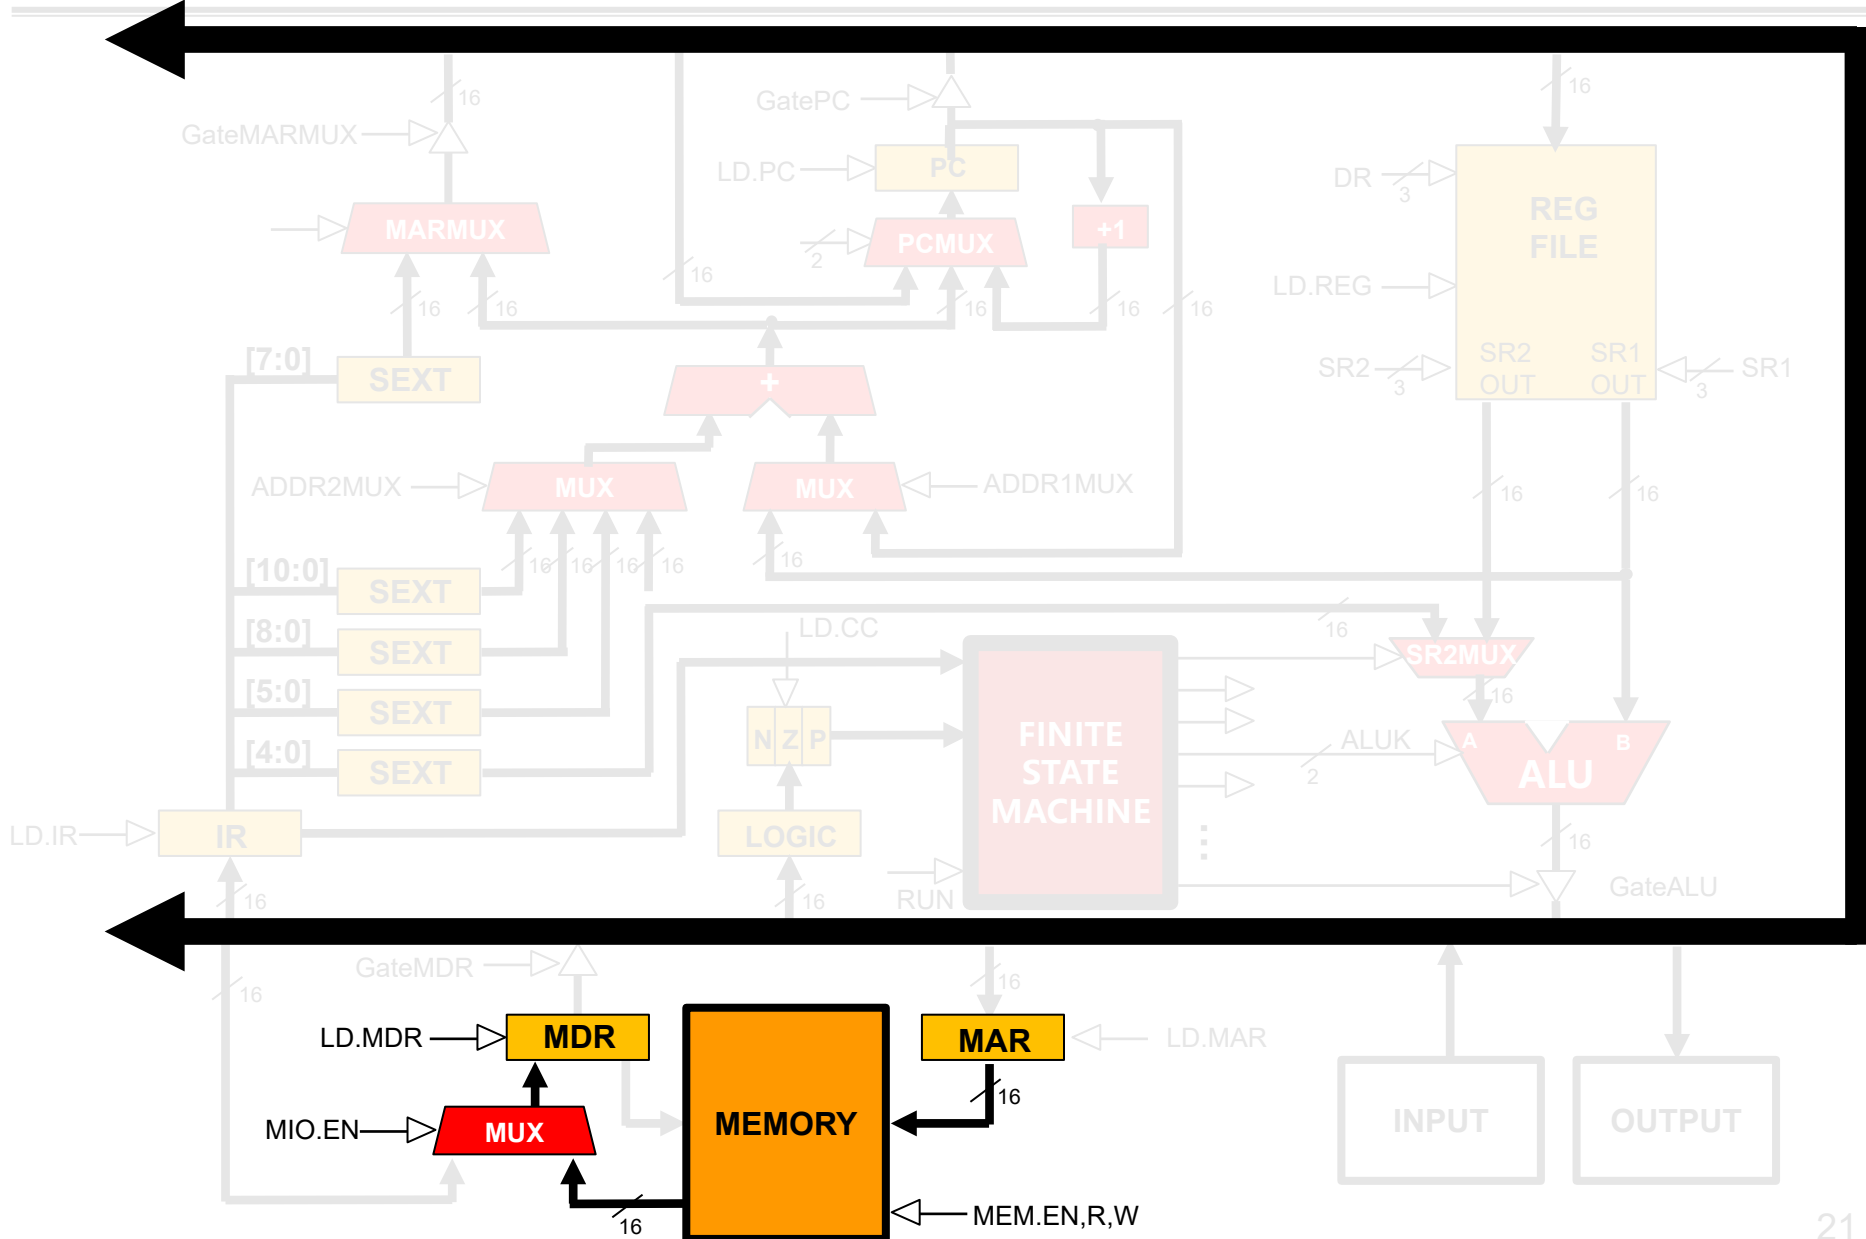 16
16
GatePC
GateMARMUX
LD.PC
PC
DR
3
REG
FILE
MARMUX
2
PCMUX
+1
16
16
16
16
16
16
LD.REG
[7:0]
SEXT
+
SR2
3
SR2
OUT
SR1
OUT
3
SR1
ADDR2MUX
MUX
MUX
ADDR1MUX
16
16
16
16
16
16
16
[10:0]
SEXT
[8:0]
SEXT
LD.CC
16
SR2MUX
16
[5:0]
SEXT
N Z P
FINITE
STATE
MACHINE
ALUK
2
A
B
ALU
[4:0]
SEXT
LD.IR
IR
LOGIC
⋮
16
16
16
RUN
GateALU
GateMDR
16
16
LD.MDR
MDR
MAR
LD.MAR
16
MIO.EN
MUX
MEMORY
INPUT
OUTPUT
16
MEM.EN,R,W
21